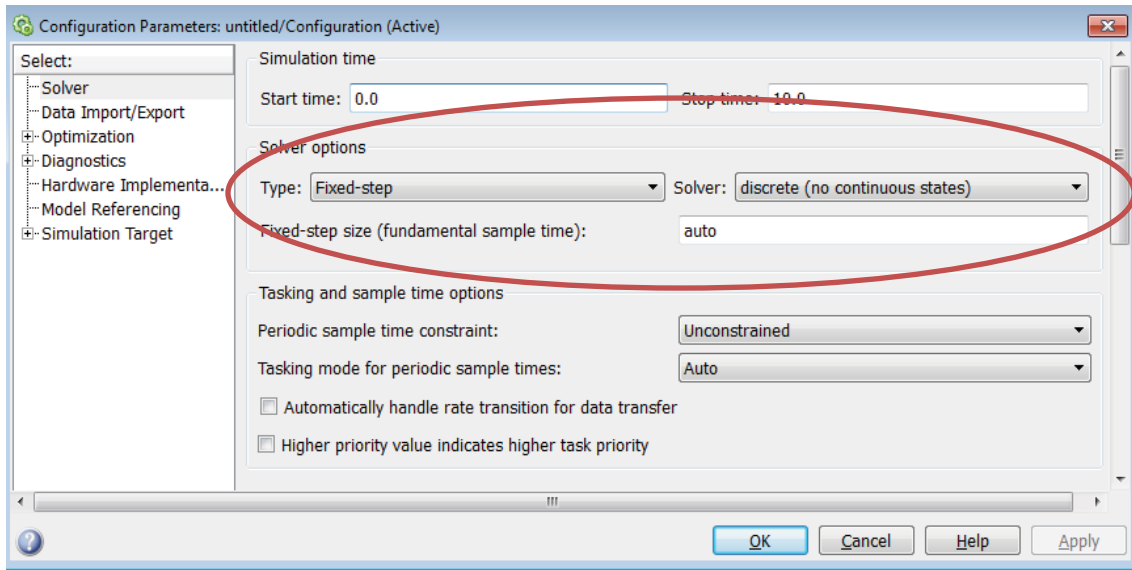 Configuration Parameters: untitled/Configuration (Active)
Select:
Solver
Data Import/Export
Optimization
Diagnostics
Hardware Implementa...
Model Referencing
Simulation Target
Simulation time
Start time: 0.0 Stop time: 10.0
Solver options
Type: Fixed-step Solver: discrete (no continuous states)
Fixed-step size (fundamental sample time): auto
Tasking and sample time options
Periodic sample time constraint: Unconstrained
Tasking mode for periodic sample times: Auto
Automatically handle rate transition for data transfer
Higher priority value indicates higher task priority
OK Cancel Help Apply